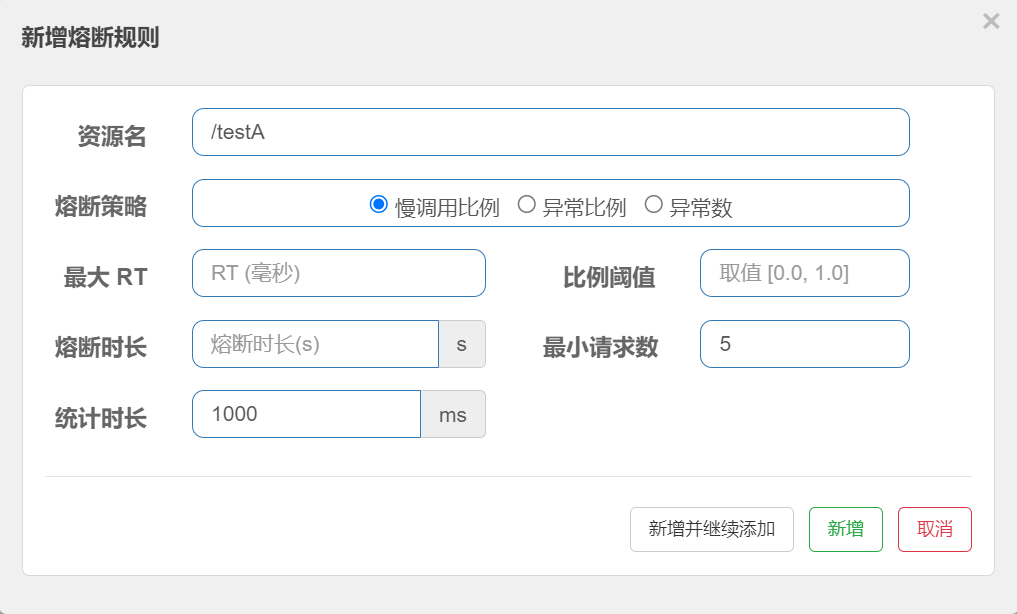 新增熔断规则
×
资源名 /testA
熔断策略 慢调用比例 异常比例 异常数
最大 RT RT (毫秒) 比例阈值 取值 [0.0, 1.0]
熔断时长 熔断时长(s) s 最小请求数 5
统计时长 1000 ms
新增并继续添加 新增 取消